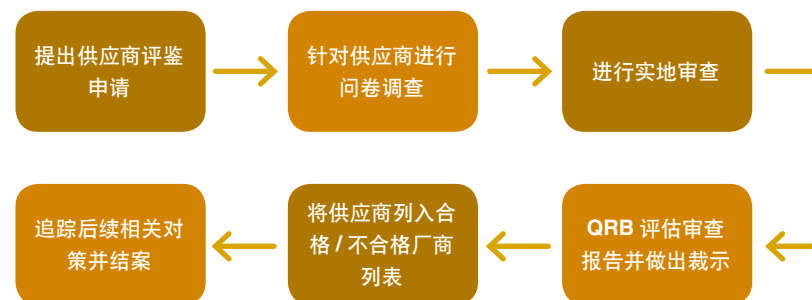 提出供应商评鉴
申请
针对供应商进行
问卷调查
进行实地审查
追踪后续相关对
策并结案
将供应商列入合
格 / 不合格厂商
列表
QRB 评估审查
报告并做出裁示